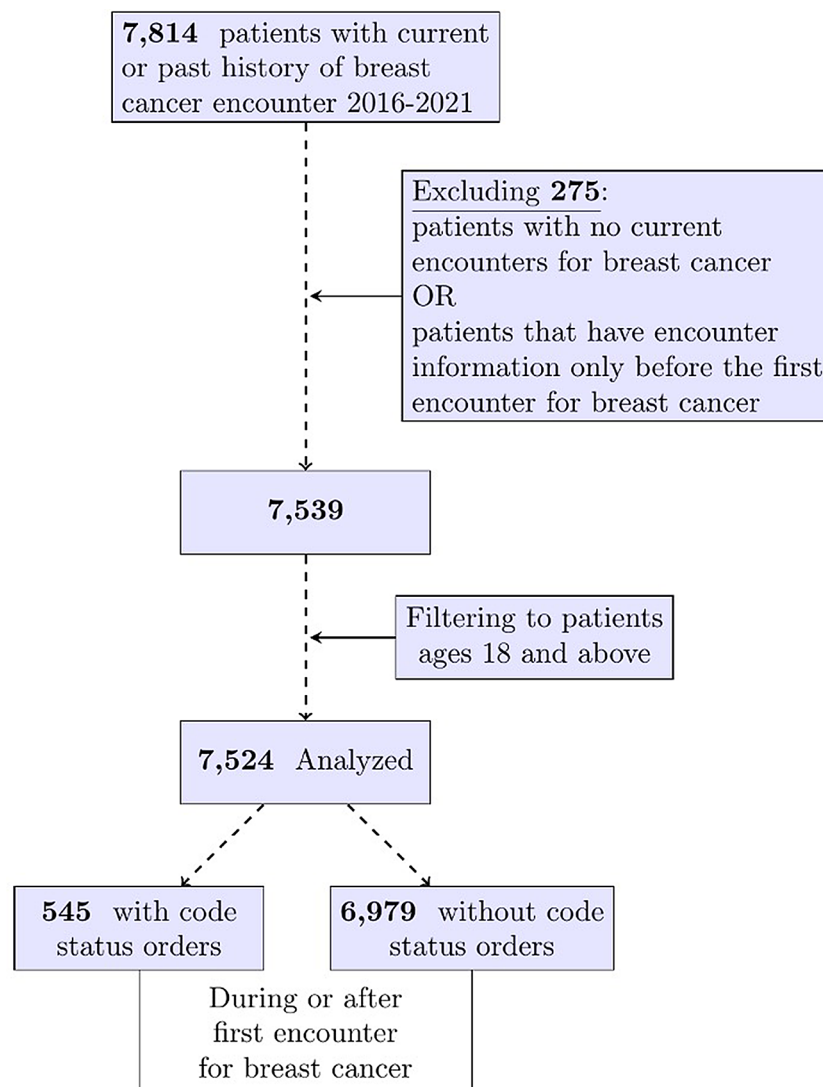 7,814 patients with current
or past history of breast
cancer encounter 2016-2021
Excluding 275:
patients with no current
encounters for breast cancer
OR
patients that have encounter
information only before the first
encounter for breast cancer
7,539
Filtering to patients
ages 18 and above
7,524 Analyzed
545 with code
status orders
6,979 without code
status orders
During or after
first encounter
for breast cancer